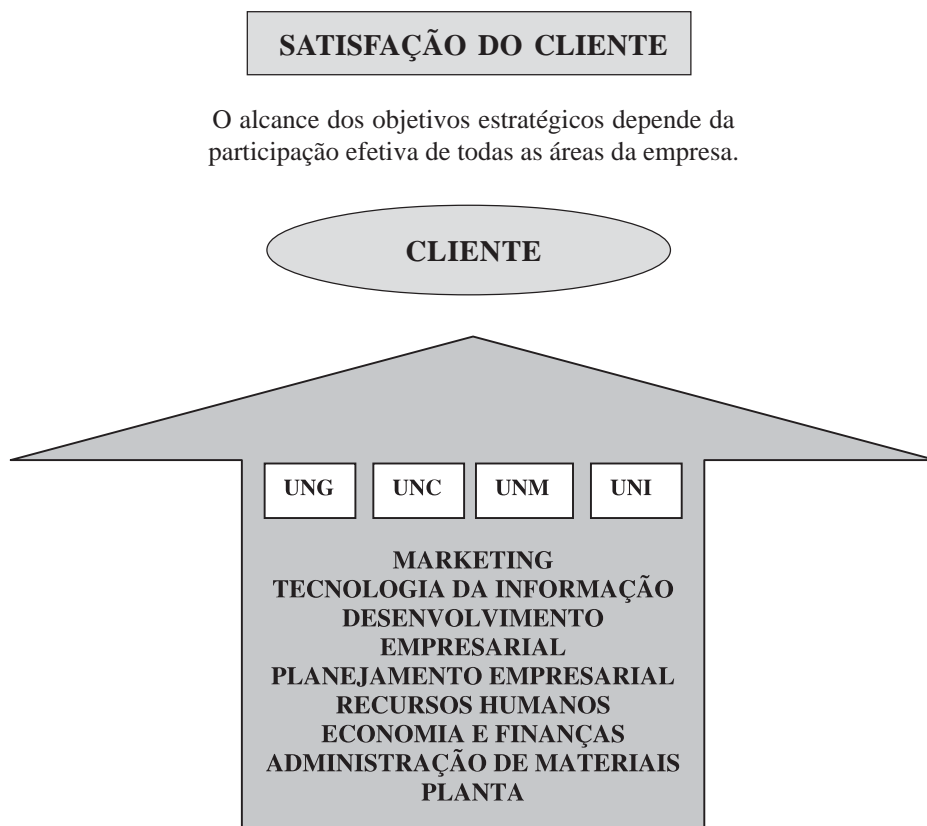 SATISFAÇÃO DO CLIENTE
O alcance dos objetivos estratégicos depende da
participação efetiva de todas as áreas da empresa.
CLIENTE
UNG UNC UNM UNI
MARKETING
TECNOLOGIA DA INFORMAÇÃO
DESENVOLVIMENTO
EMPRESARIAL
PLANEJAMENTO EMPRESARIAL
RECURSOS HUMANOS
ECONOMIA E FINANÇAS
ADMINISTRAÇÃO DE MATERIAIS
PLANTA